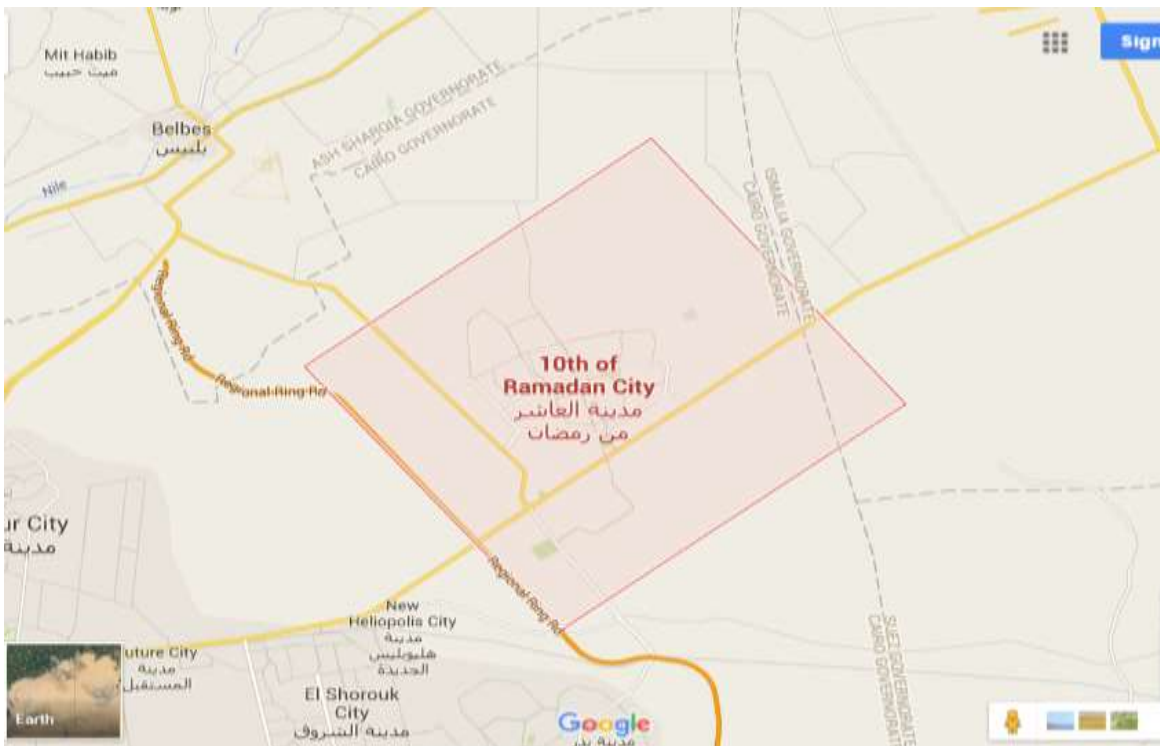 Mit Habib
ميت حبيب
Sign
Belbes
بلبيس
ASH SHARQIA GOVERNORATE
CAIRO GOVERNORATE
Nile
ISMAILIA GOVERNORATE
CAIRO GOVERNORATE
Regional Ring Rd
Regional Ring Rd
10th of
Ramadan City
مدينة العاشر
من رمضان
ur City
مدينة
Regional Ring Rd
New
Heliopolis City
مدينة
هليوبليس
الجديدة
SUEZ GOVERNORATE
CAIRO GOVERNORATE
uture City
مدينة
المستقبل
El Shorouk
City
مدينة الشروق
Earth
Google
مدينة بدر